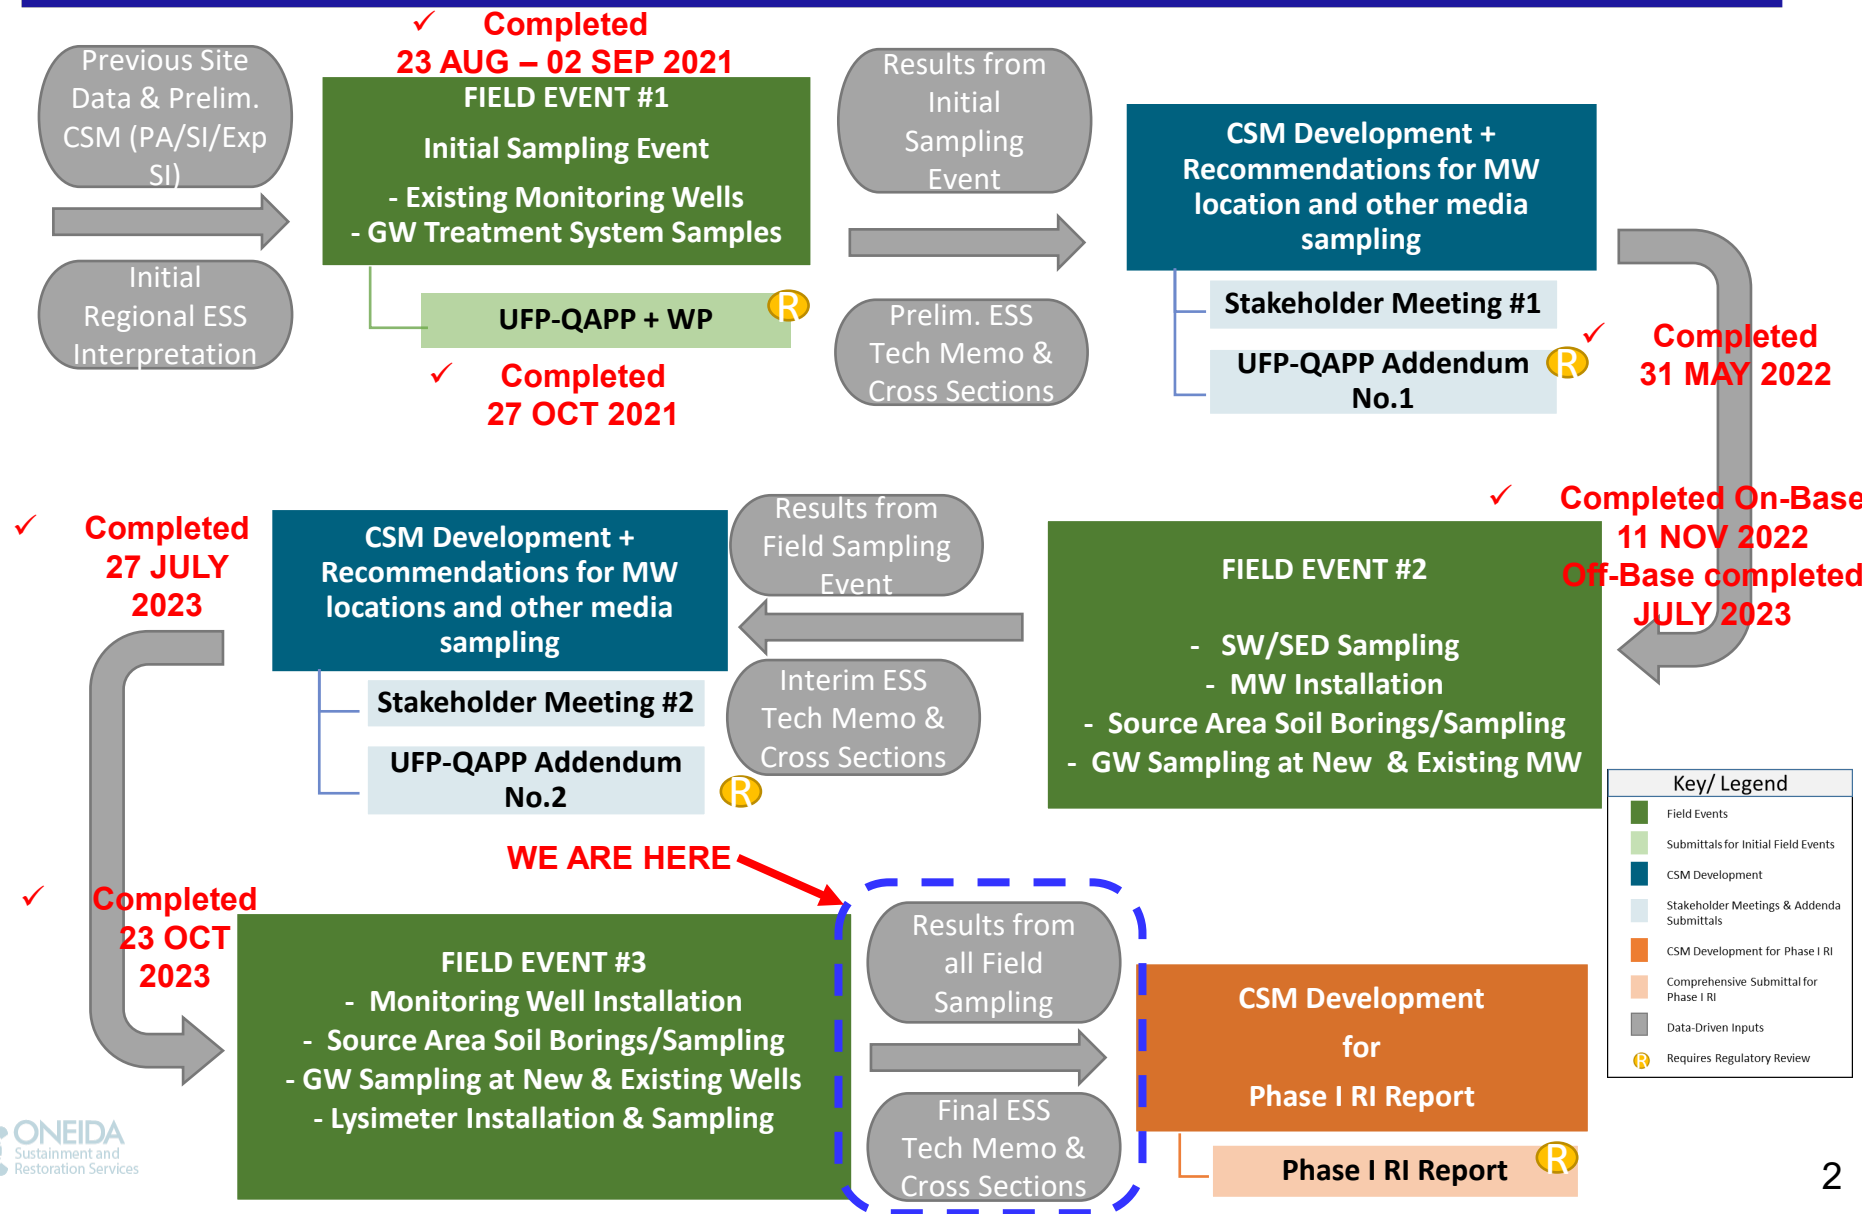 ✓ Completed
23 AUG – 02 SEP 2021
Previous Site
Data & Prelim.
CSM (PA/SI/Exp
SI)
Initial
Regional ESS
Interpretation
FIELD EVENT #1
Initial Sampling Event
- Existing Monitoring Wells
- GW Treatment System Samples
UFP-QAPP + WP
R
✓ Completed
27 OCT 2021
Results from
Initial
Sampling
Event
Prelim. ESS
Tech Memo &
Cross Sections
CSM Development +
Recommendations for MW
location and other media
sampling
Stakeholder Meeting #1
UFP-QAPP Addendum
No.1
R
✓ Completed
31 MAY 2022
✓ Completed On-Base
11 NOV 2022
Off-Base completed
JULY 2023
FIELD EVENT #2
- SW/SED Sampling
- MW Installation
- Source Area Soil Borings/Sampling
- GW Sampling at New & Existing MW
Results from
Field Sampling
Event
Interim ESS
Tech Memo &
Cross Sections
CSM Development +
Recommendations for MW
locations and other media
sampling
Stakeholder Meeting #2
UFP-QAPP Addendum
No.2
R
✓ Completed
27 JULY
2023
✓ Completed
23 OCT
2023
WE ARE HERE
FIELD EVENT #3
- Monitoring Well Installation
- Source Area Soil Borings/Sampling
- GW Sampling at New & Existing Wells
- Lysimeter Installation & Sampling
Results from
all Field
Sampling
Final ESS
Tech Memo &
Cross Sections
CSM Development
for
Phase I RI Report
Phase I RI Report
R
Key/ Legend
Field Events
Submittals for Initial Field Events
CSM Development
Stakeholder Meetings & Addenda
Submittals
CSM Development for Phase I RI
Comprehensive Submittal for
Phase I RI
Data-Driven Inputs
R Requires Regulatory Review
ONEIDA
Sustainment and
Restoration Services
2